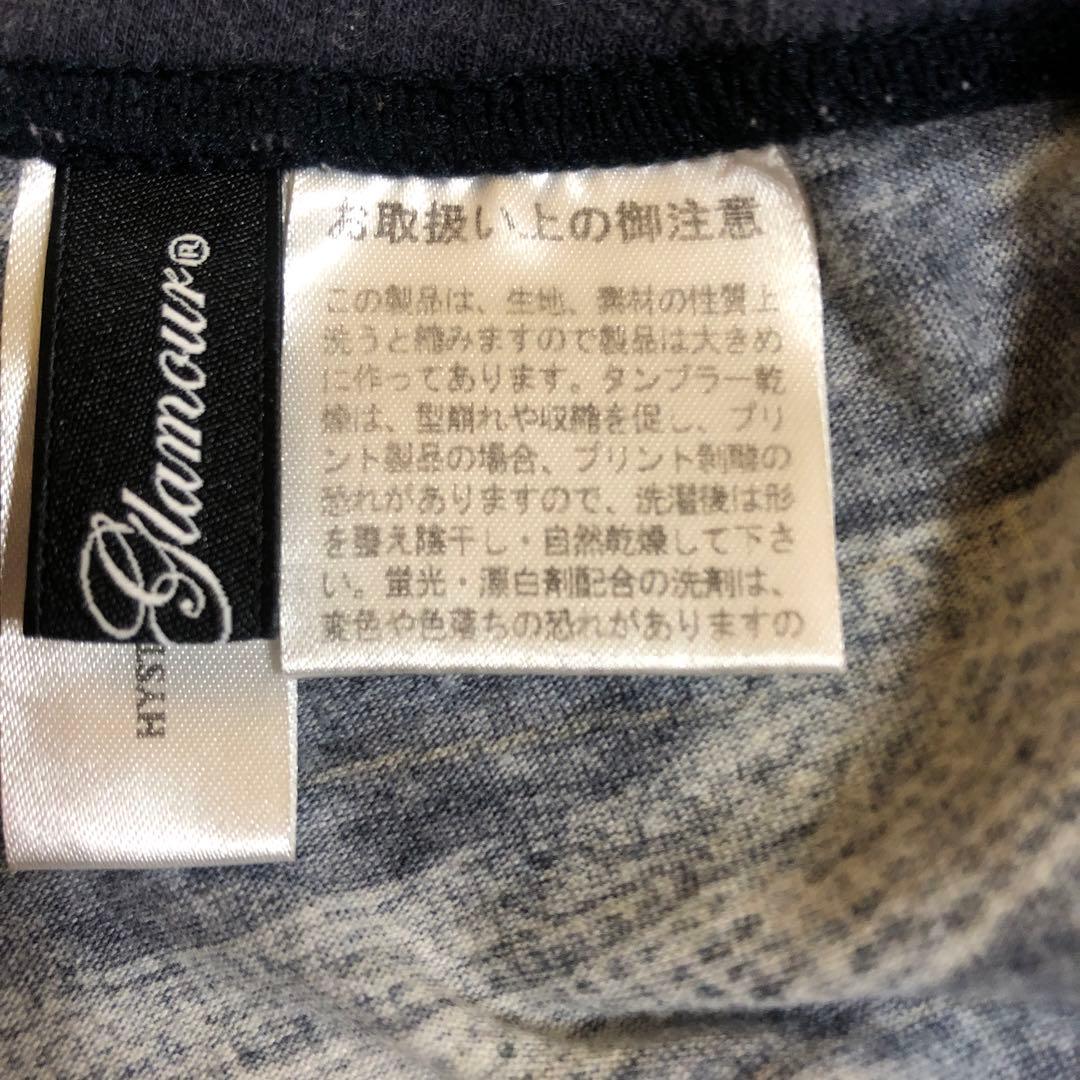 Glamour®
HYST
お取扱い上の御注意
この製品は、生地、素材の性質上
洗うと縮みますので製品は大きめ
に作ってあります。タンブラー乾
燥は、型崩れや収縮を促し、プリ
ント製品の場合、プリント剥離の
恐れがありますので、洗濯後は形
を整え陰干し・自然乾燥して下さ
い。蛍光・漂白剤配合の洗剤は、
変色や色落ちの恐れがありますの